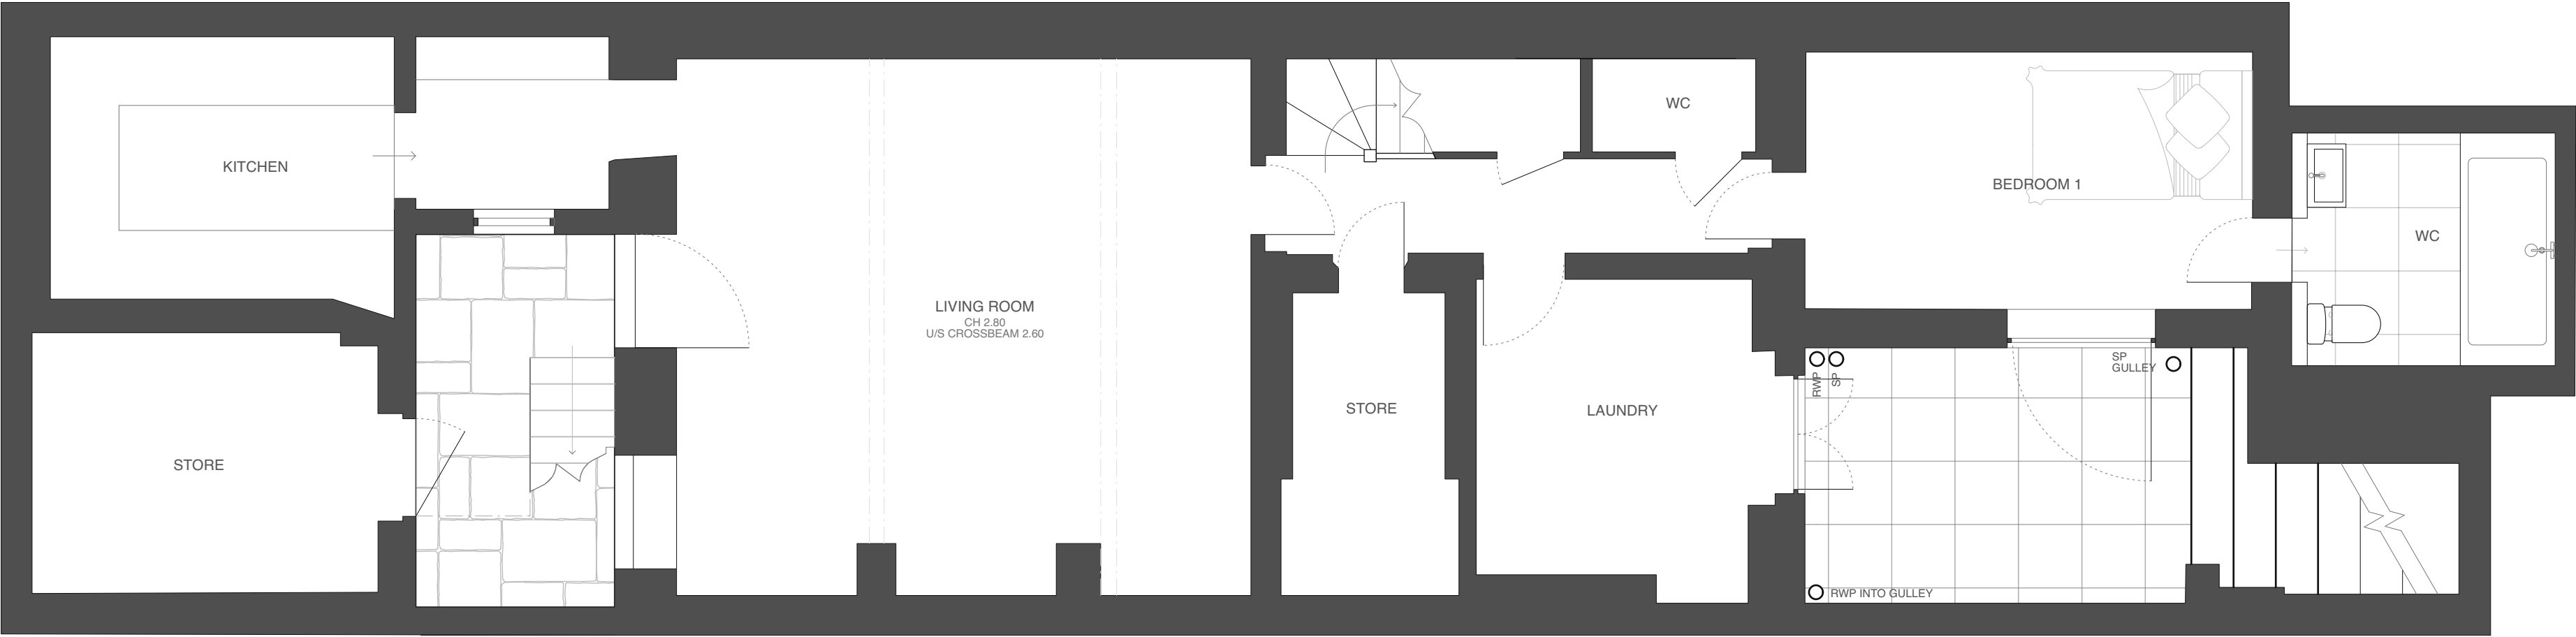 KITCHEN
STORE
LIVING ROOM
CH 2.80
U/S CROSSBEAM 2.60
WC
STORE
LAUNDRY
BEDROOM 1
WC
RWP
SP
SP
GULLEY
RWP INTO GULLEY